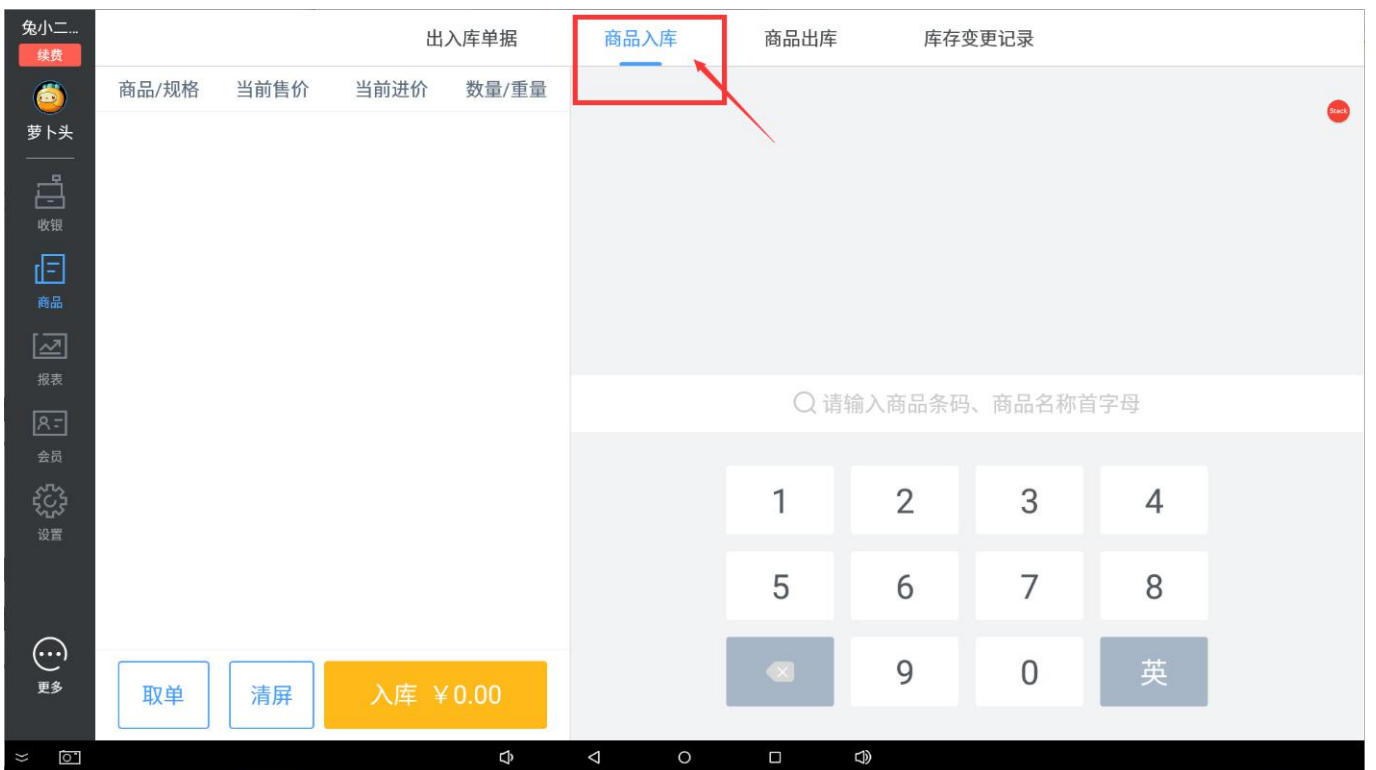 兔小二...
续费
萝卜头
收银
商品
报表
会员
设置
更多
出入库单据 商品入库 商品出库 库存变更记录
商品/规格 当前售价 当前进价 数量/重量
Stack
请输入商品条码、商品名称首字母
1 2 3 4
5 6 7 8
9 0 英
取单 清屏 入库 ￥0.00